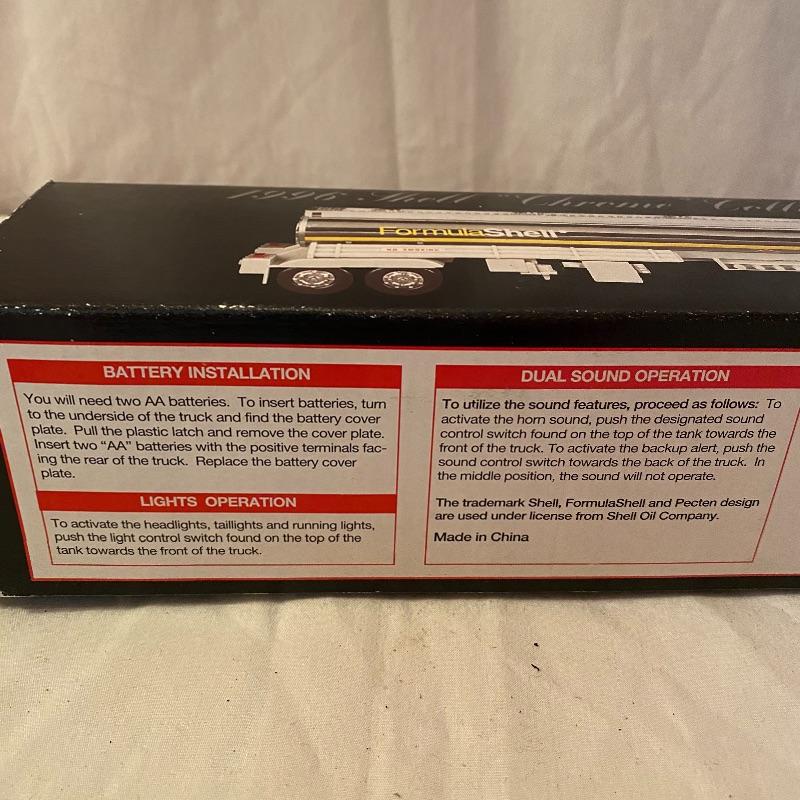 1996 Shell "Chrome"
FormulaShell
NO SMOKING
BATTERY INSTALLATION
You will need two AA batteries. To insert batteries, turn
to the underside of the truck and find the battery cover
plate. Pull the plastic latch and remove the cover plate.
Insert two "AA" batteries with the positive terminals fac-
ing the rear of the truck. Replace the battery cover
plate.
LIGHTS OPERATION
To activate the headlights, taillights and running lights,
push the light control switch found on the top of the
tank towards the front of the truck.
DUAL SOUND OPERATION
To utilize the sound features, proceed as follows: To
activate the horn sound, push the designated sound
control switch found on the top of the tank towards the
front of the truck. To activate the backup alert, push the
sound control switch towards the back of the truck. In
the middle position, the sound will not operate.
The trademark Shell, FormulaShell and Pecten design
are used under license from Shell Oil Company.
Made in China